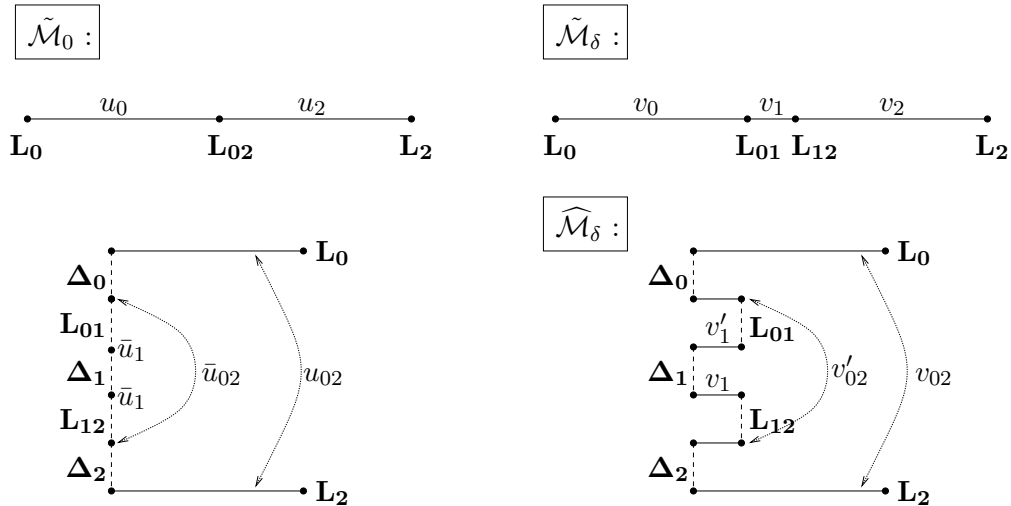 M̃₀ : M̃_δ :
u₀ u₂ v₀ v₁ v₂
L₀ L₀₂ L₂ L₀ L₀₁ L₁₂ L₂
M̂_δ :
L₀ L₀
Δ₀ Δ₀
L₀₁ v′₁ L₀₁
ū₁
Δ₁ ū₀₂ u₀₂ Δ₁ v′₀₂ v₀₂
ū₁ v₁
L₁₂ L₁₂
Δ₂ Δ₂
L₂ L₂